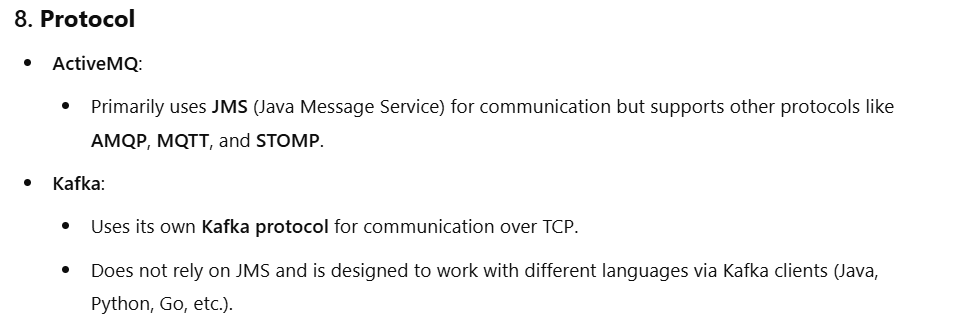 8. Protocol
• ActiveMQ:
• Primarily uses JMS (Java Message Service) for communication but supports other protocols like
AMQP, MQTT, and STOMP.
• Kafka:
• Uses its own Kafka protocol for communication over TCP.
• Does not rely on JMS and is designed to work with different languages via Kafka clients (Java,
Python, Go, etc.).